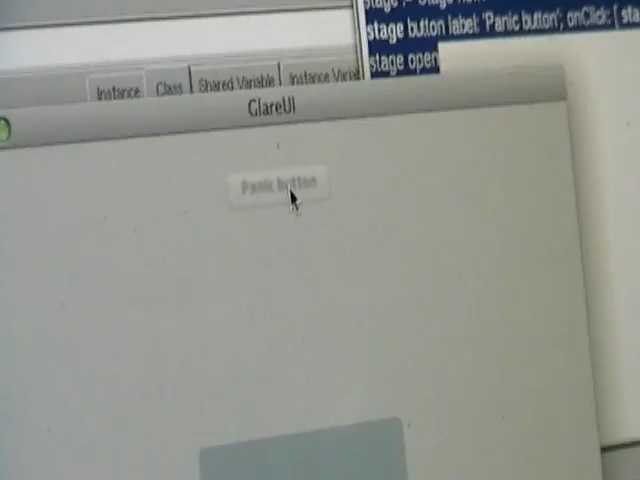 stage button label: 'Panic button'; onClick: [ sta
stage open
Instance Class Shared Variable Instance Varia
GlareUI
Panic button